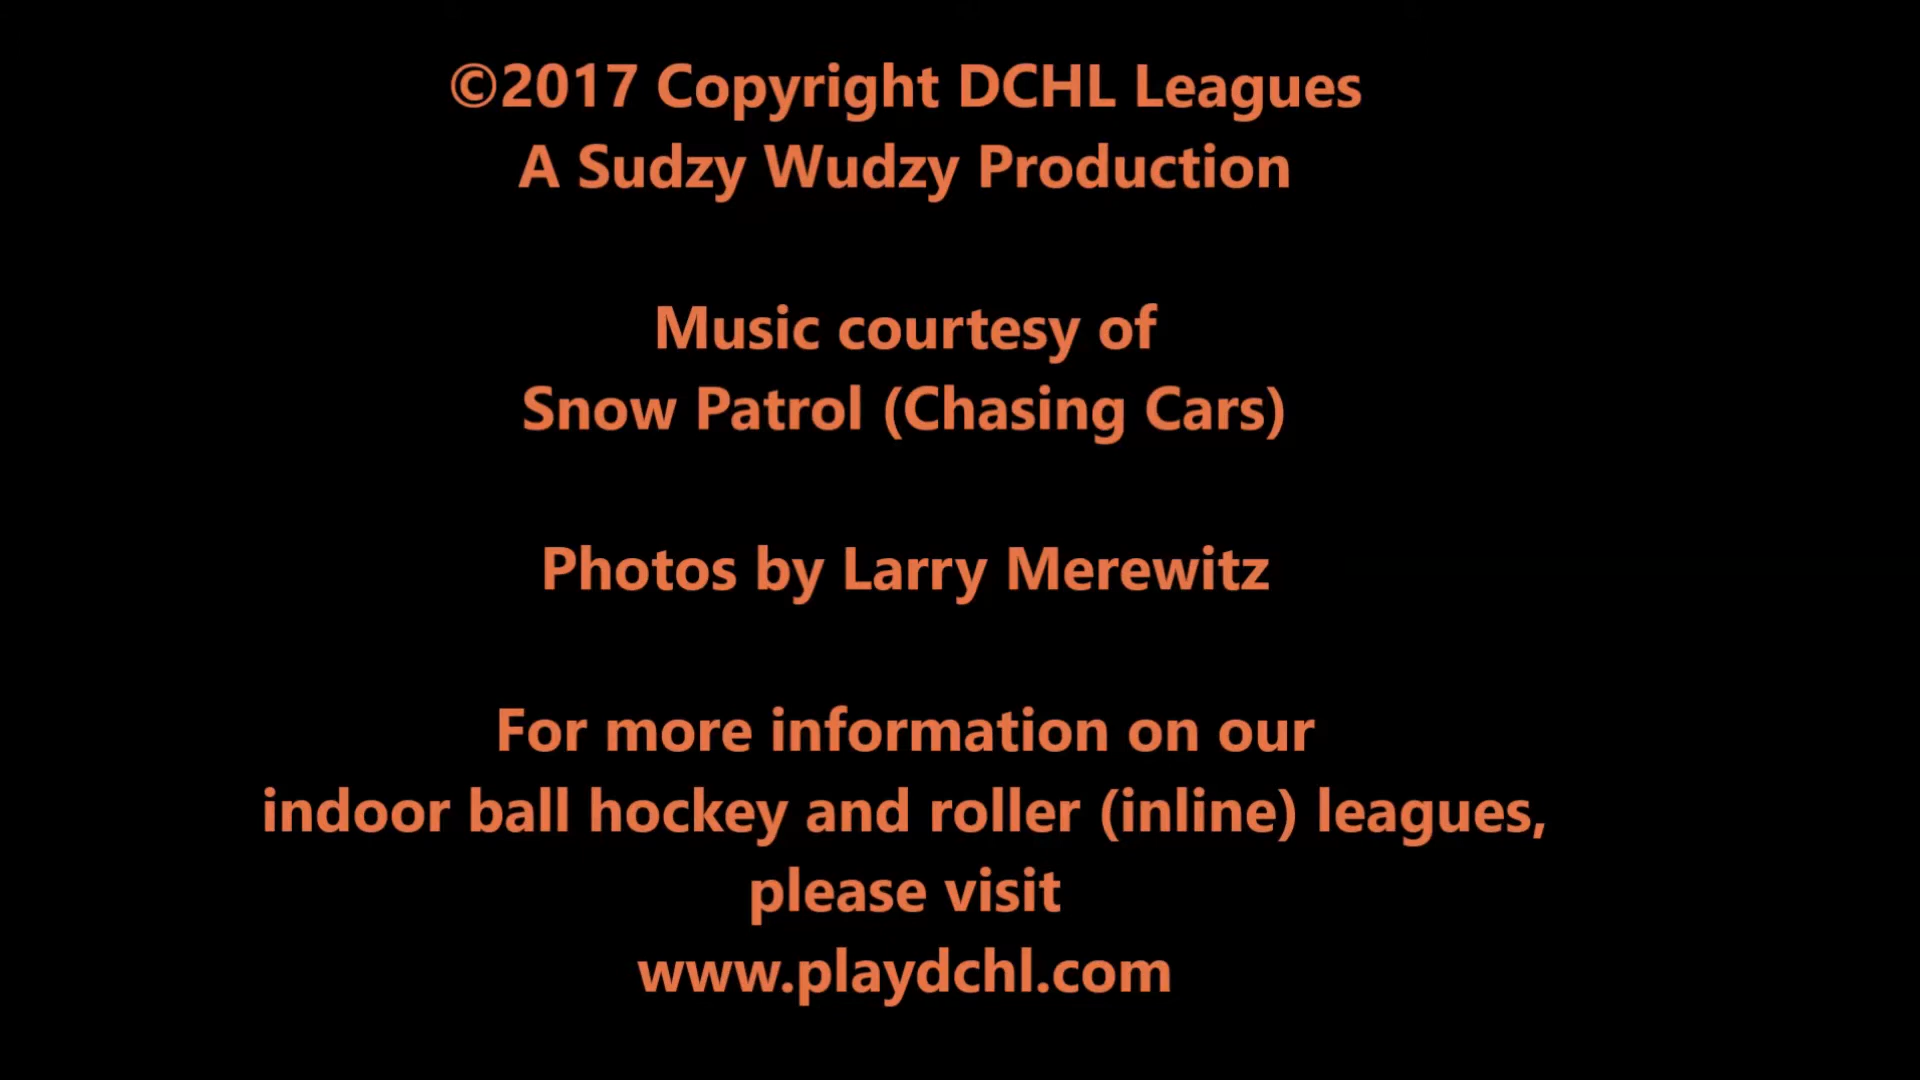 ©2017 Copyright DCHL Leagues
A Sudzy Wudzy Production
Music courtesy of
Snow Patrol (Chasing Cars)
Photos by Larry Merewitz
For more information on our
indoor ball hockey and roller (inline) leagues,
please visit
www.playdchl.com